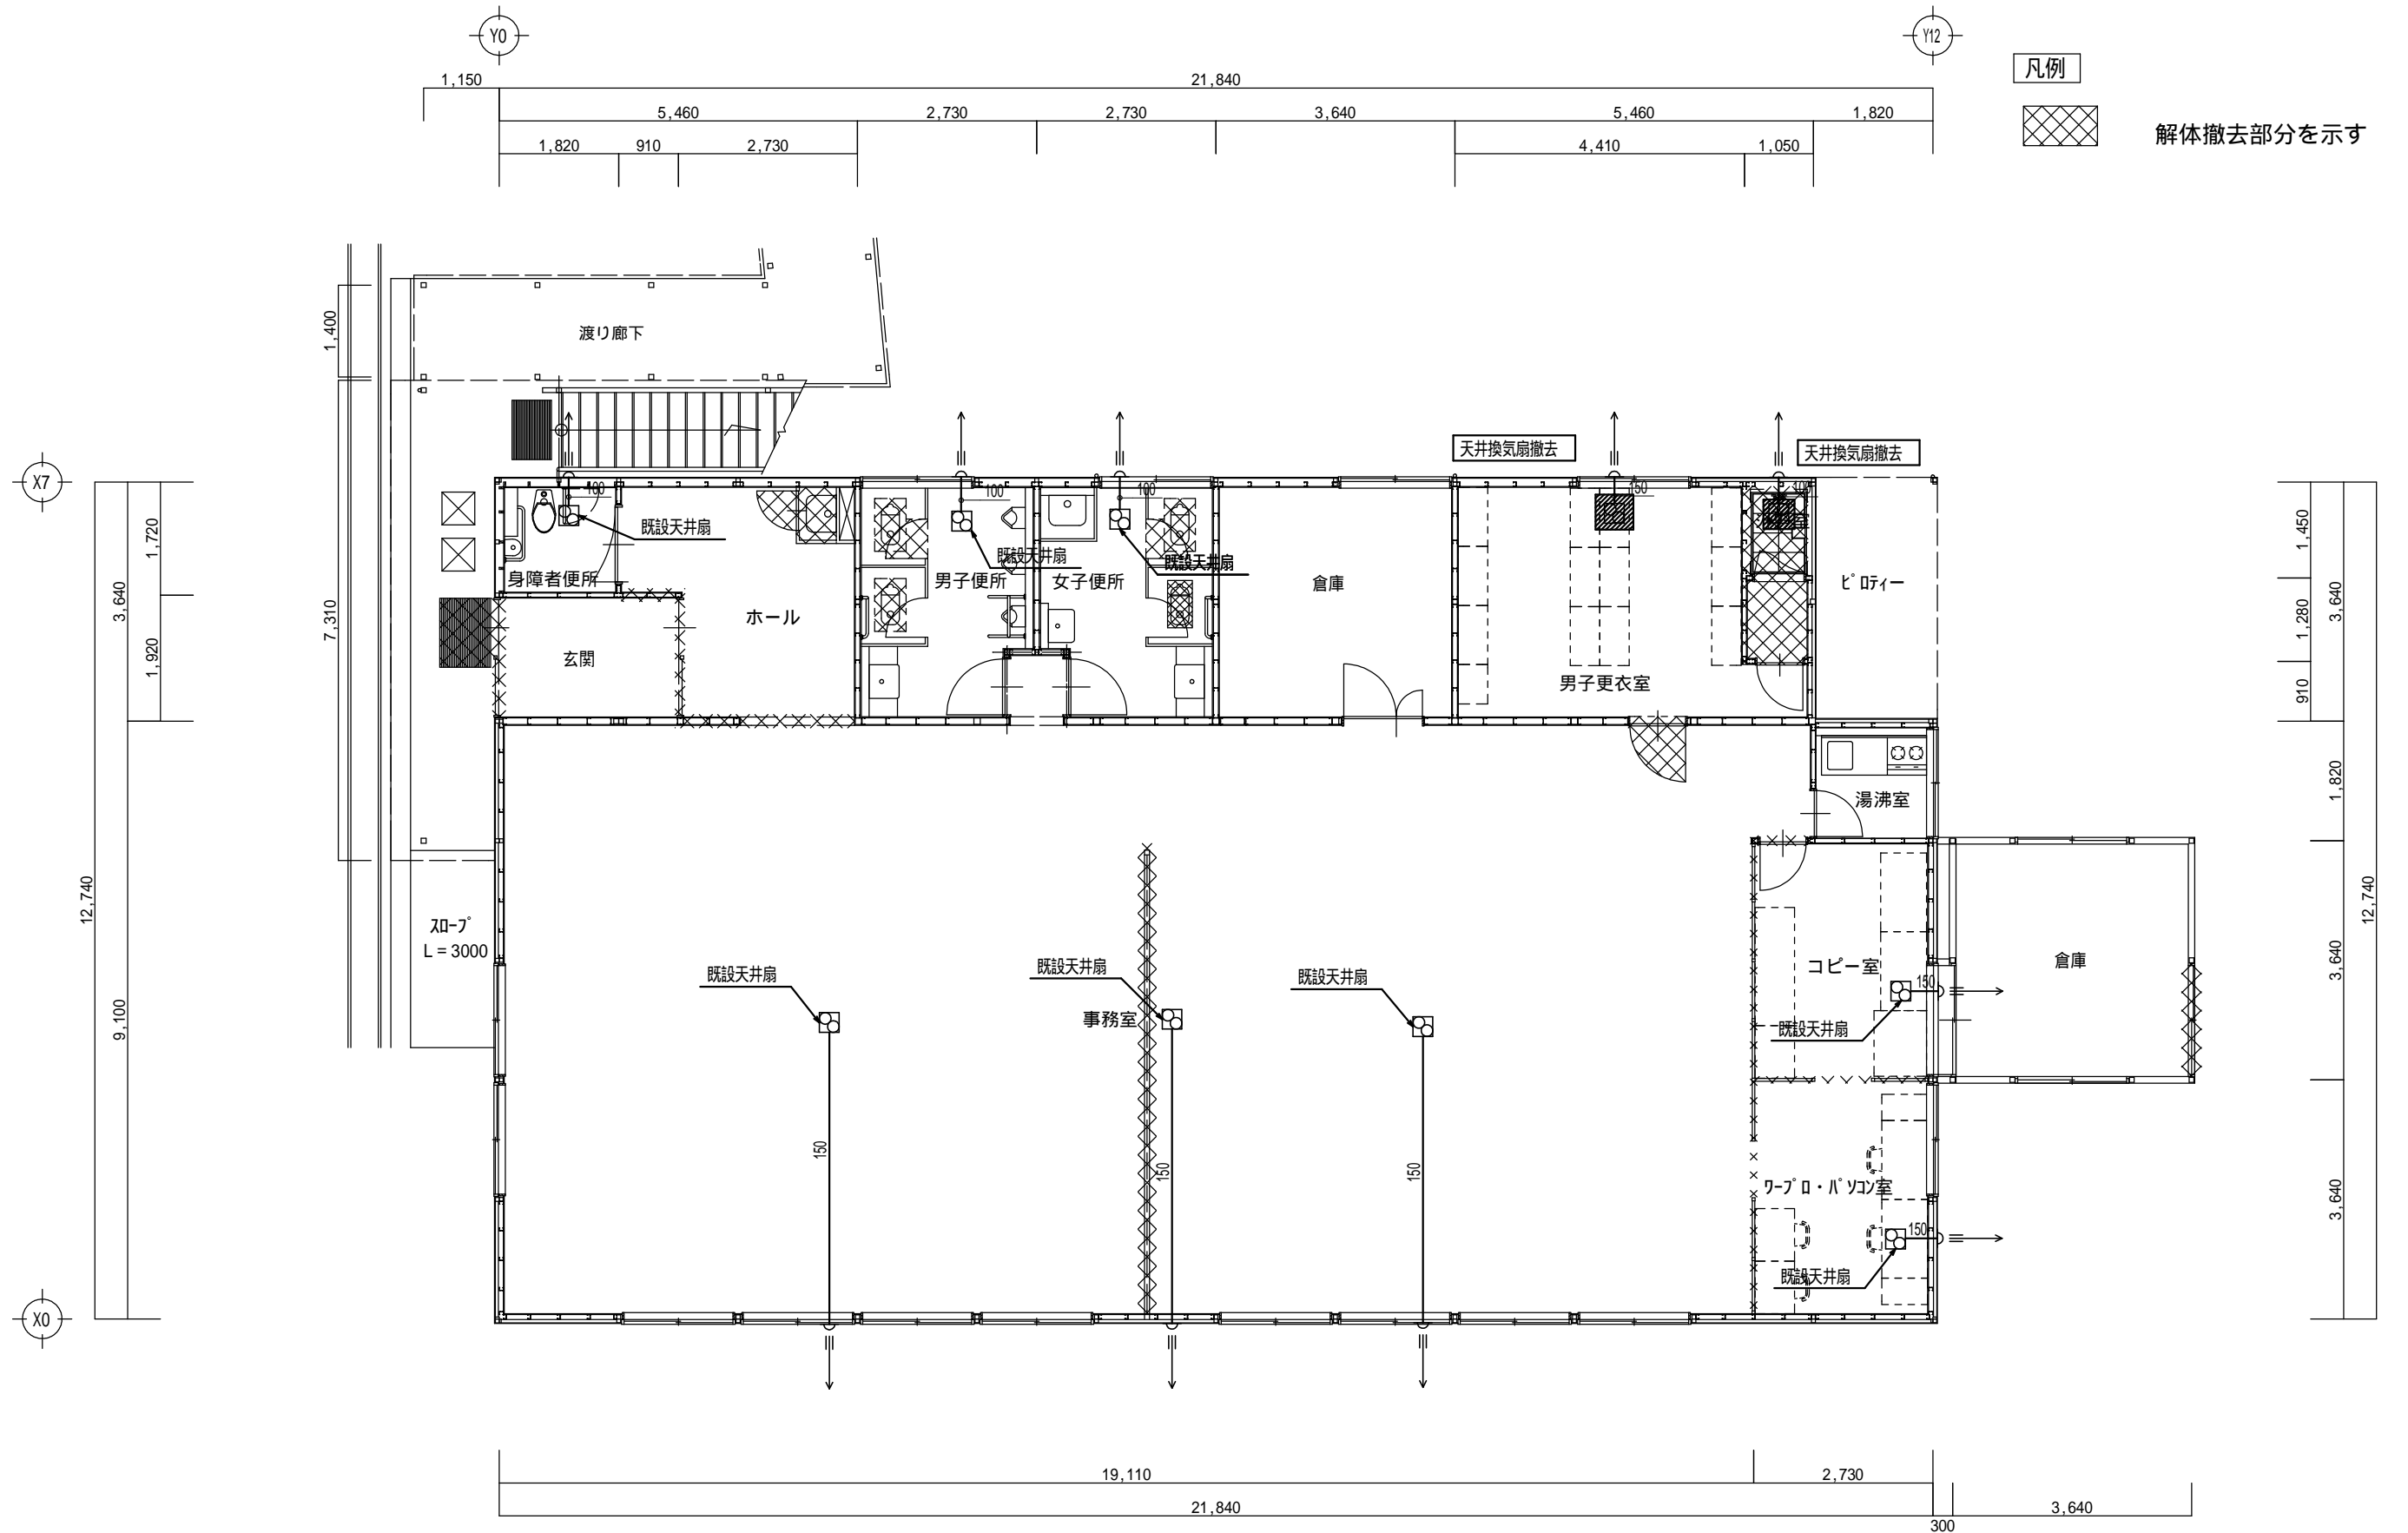 Y0
Y12
凡例
1,150
21,840
5,460
2,730
2,730
3,640
5,460
1,820
解体撤去部分を示す
1,820
910
2,730
4,410
1,050
渡り廊下
1,400
天井換気扇撤去
天井換気扇撤去
X7
100
100
100
150
100
既設天井扇
既設天井扇
既設天井扇
身障者便所
男子便所
女子便所
倉庫
ﾋﾟﾛﾃｨｰ
ホール
玄関
男子更衣室
1,720
3,640
1,920
7,310
1,450
1,280
3,640
910
湯沸室
1,820
12,740
9,100
ｽﾛｰﾌﾟ
L = 3000
既設天井扇
既設天井扇
既設天井扇
事務室
コピー室
150
既設天井扇
倉庫
3,640
12,740
150
150
150
ﾜｰﾌﾟﾛ・ﾊﾟｿｺﾝ室
150
既設天井扇
3,640
X0
19,110
2,730
21,840
3,640
300